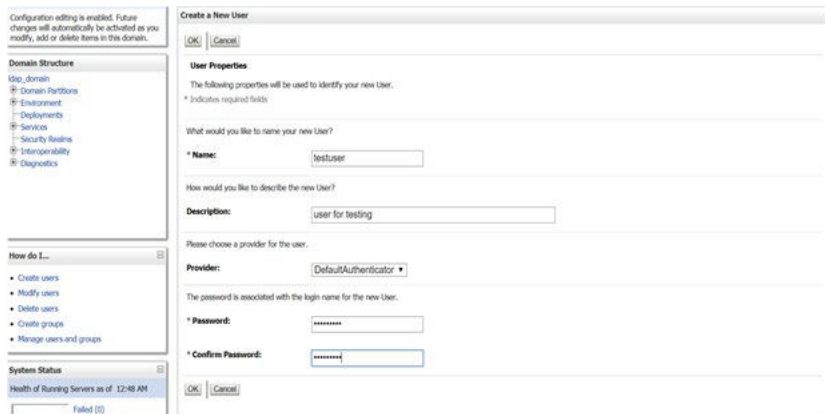 Configuration editing is enabled. Future
changes will automatically be activated as you
modify, add or delete items in this domain.
Domain Structure
ldap_domain
Domain Partitions
Environment
Deployments
Services
Security Realms
Interoperability
Diagnostics
How do I...
Create users
Modify users
Delete users
Create groups
Manage users and groups
System Status
Health of Running Servers as of 12:48 AM
Failed (0)
Create a New User
OK Cancel
User Properties
The following properties will be used to identify your new User.
* Indicates required fields
What would you like to name your new User?
* Name: testuser
How would you like to describe the new User?
Description: user for testing
Please choose a provider for the user.
Provider: DefaultAuthenticator
The password is associated with the login name for the new User.
* Password: •••••••••
* Confirm Password: •••••••••
OK Cancel